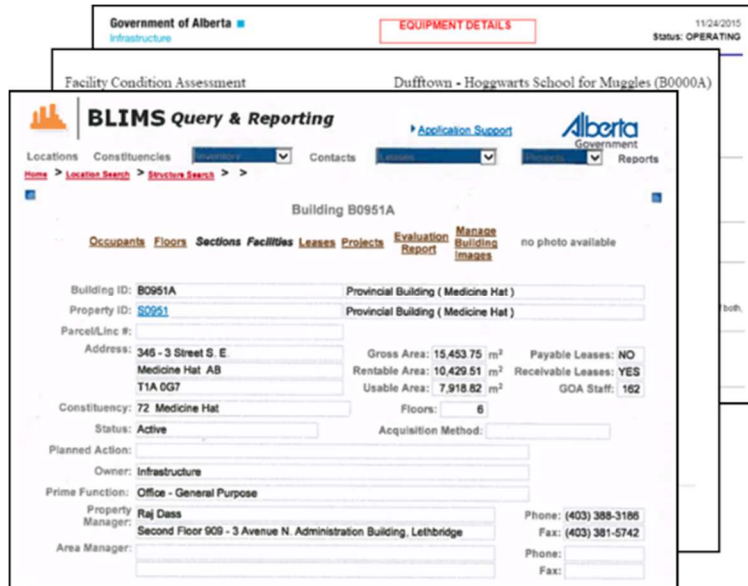 Government of Alberta
Infrastructure
EQUIPMENT DETAILS
11/24/2015
Status: OPERATING
Facility Condition Assessment
Dufftown - Hoggwarts School for Muggles (B0000A)
BLIMS Query & Reporting
Application Support
Alberta
Government
Locations Constituencies Inventory Contacts Leases Projects Reports
Home > Location Search > Structure Search > >
Building B0951A
Occupants Floors Sections Facilities Leases Projects Evaluation Report Manage Building Images no photo available
Building ID: B0951A Provincial Building ( Medicine Hat )
Property ID: S0951 Provincial Building ( Medicine Hat )
Parcel/Linc #:
Address: 346 - 3 Street S. E. Gross Area: 15,453.75 m² Payable Leases: NO
Medicine Hat AB Rentable Area: 10,429.51 m² Receivable Leases: YES
T1A 0G7 Usable Area: 7,918.82 m² GOA Staff: 162
Constituency: 72 Medicine Hat Floors: 6
Status: Active Acquisition Method:
Planned Action:
Owner: Infrastructure
Prime Function: Office - General Purpose
Property Manager: Raj Dass Phone: (403) 388-3186
Second Floor 909 - 3 Avenue N. Administration Building, Lethbridge Fax: (403) 381-5742
Area Manager: Phone:
Fax:
both,